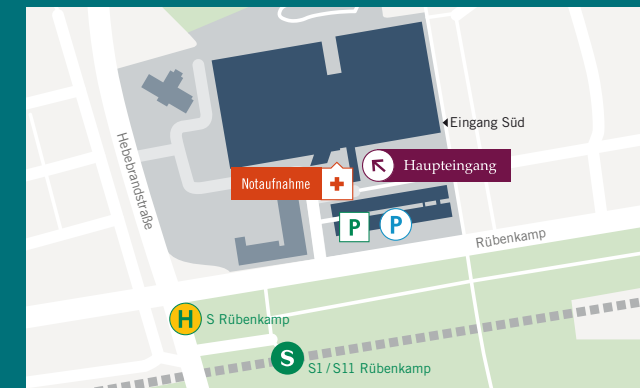 Eingang Süd
Haupteingang
Notaufnahme
Hebebrandstraße
P
P
Rübenkamp
H S Rübenkamp
S S1 / S11 Rübenkamp